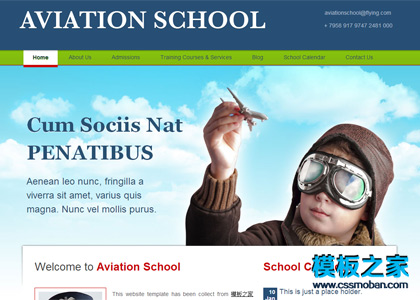 AVIATION SCHOOL
aviationschool@flying.com
+ 7958 917 9747 2461 000
Home About Us Admissions Training Courses & Services Blog School Calendar Contact Us
Cum Sociis Nat
PENATIBUS
Aenean leo nunc, fringilla a
viverra sit amet, varius quis
magna. Nunc vel mollis purus.
Welcome to Aviation School
This website template has been collect from 模板之家
School C
10
Jan
This is just a place holder.
模板之家
www.cssmoban.com